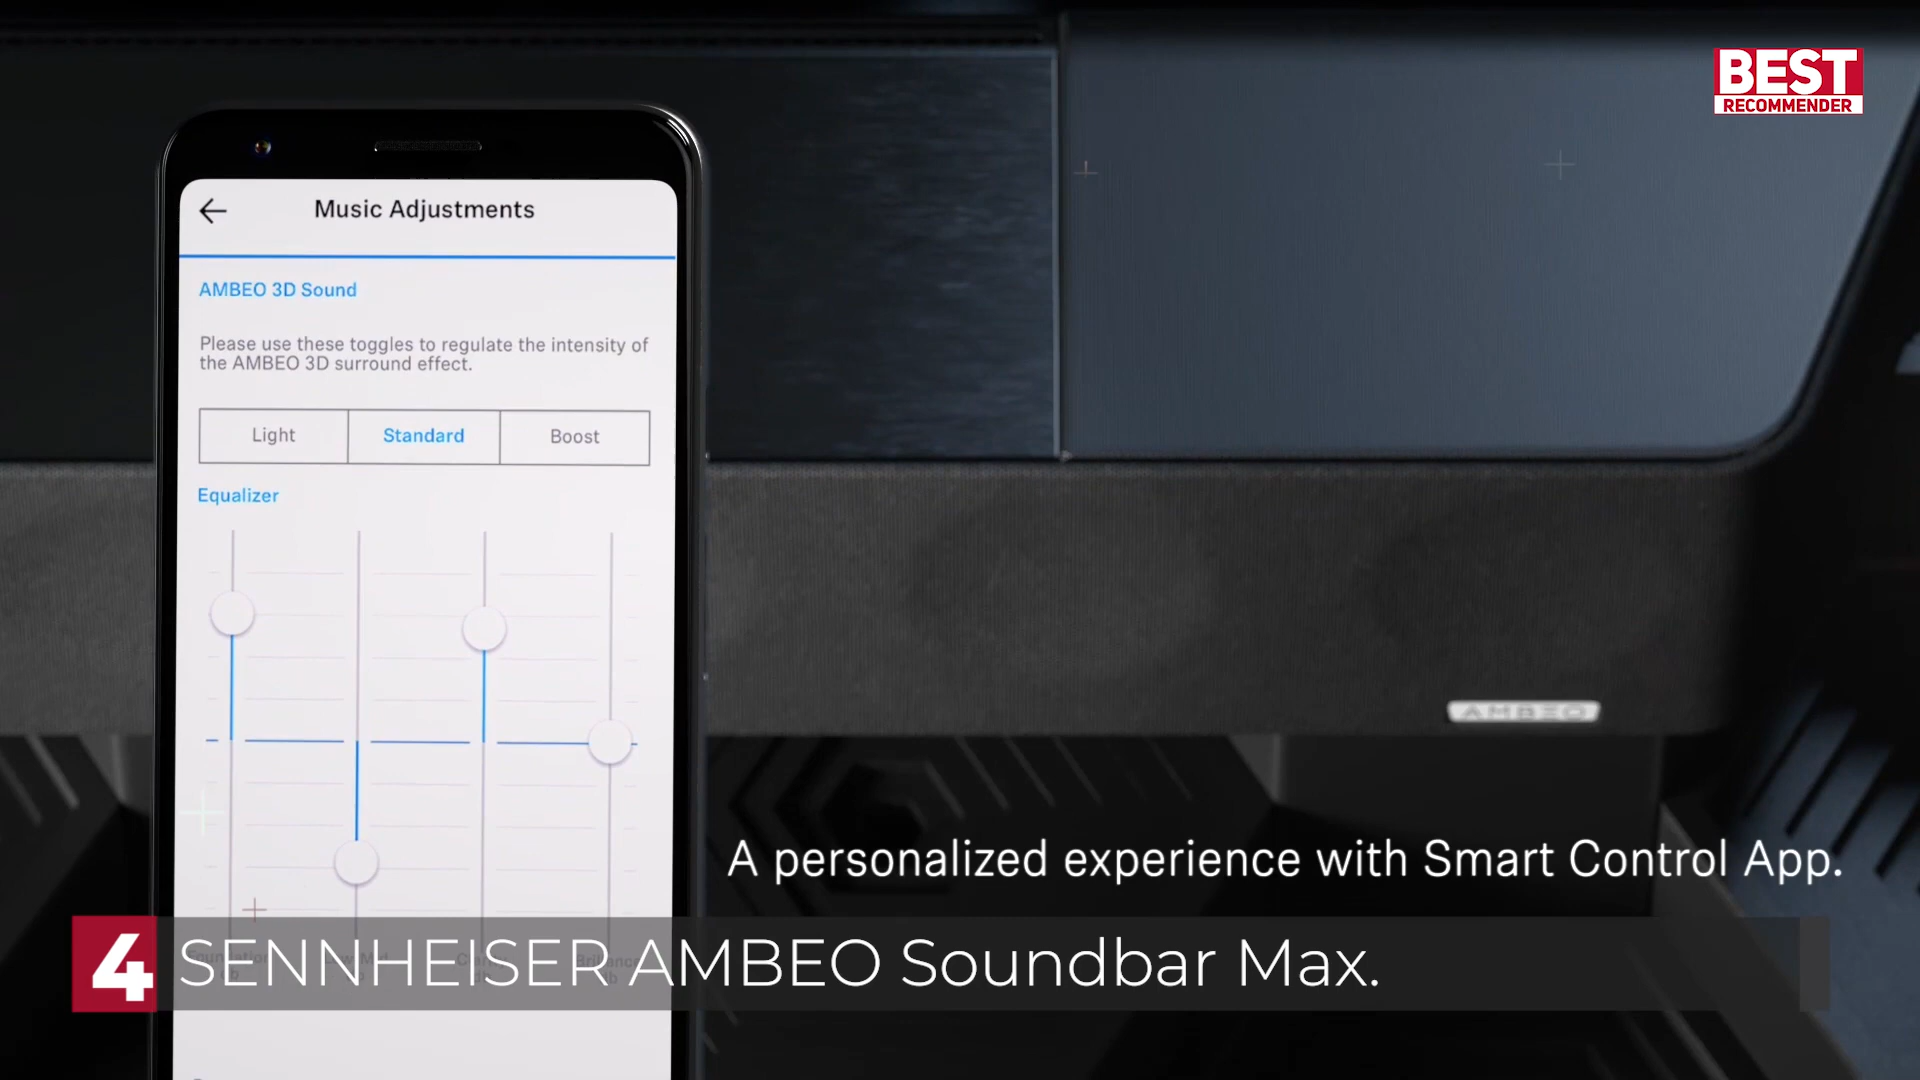 BEST
RECOMMENDER
Music Adjustments
AMBEO 3D Sound
Please use these toggles to regulate the intensity of
the AMBEO 3D surround effect.
Light Standard Boost
Equalizer
AMBEO
A personalized experience with Smart Control App.
4 SENNHEISER AMBEO Soundbar Max.